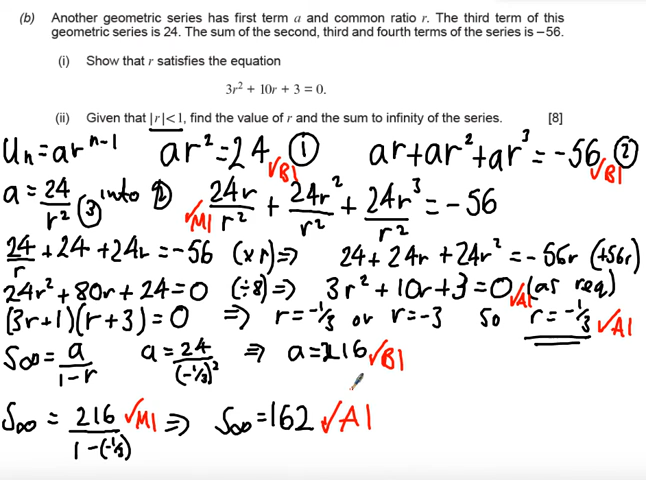 (b) Another geometric series has first term a and common ratio r. The third term of this
geometric series is 24. The sum of the second, third and fourth terms of the series is −56.
(i) Show that r satisfies the equation
3r² + 10r + 3 = 0.
(ii) Given that |r| < 1, find the value of r and the sum to infinity of the series. [8]
Un = ar^(n-1) ar² = 24 ① ✓B1 ar + ar² + ar³ = -56 ② ✓B1
a = 24/r² ③ into ② ✓M1 24r/r² + 24r²/r² + 24r³/r² = -56
24/r + 24 + 24r = -56 (×r) ⇒ 24 + 24r + 24r² = -56r (+56r)
24r² + 80r + 24 = 0 (÷8) ⇒ 3r² + 10r + 3 = 0 ✓A1 (as req)
(3r+1)(r+3) = 0 ⇒ r = -1/3 or r = -3 so r = -1/3 ✓A1
S∞ = a/(1-r) a = 24/(-1/3)² ⇒ a = 216 ✓B1
S∞ = 216/(1-(-1/3)) ✓M1 ⇒ S∞ = 162 ✓A1